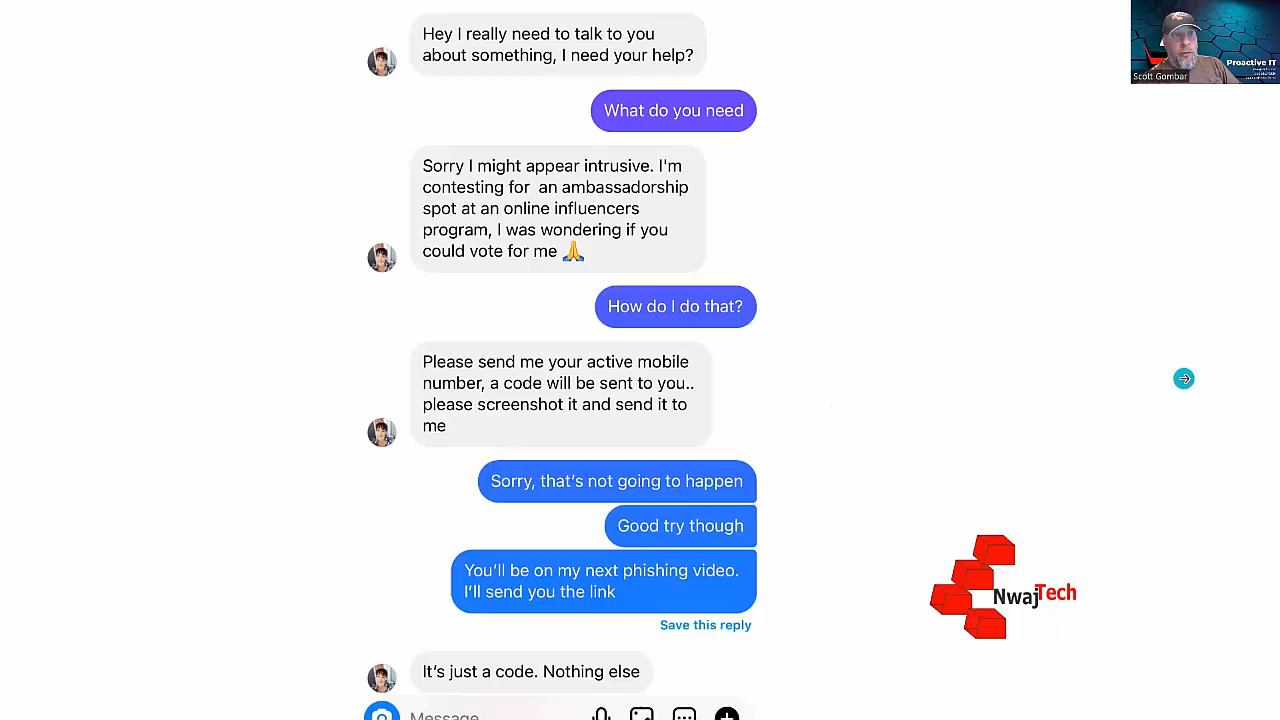 Hey I really need to talk to you
about something, I need your help?
What do you need
Sorry I might appear intrusive. I'm
contesting for an ambassadorship
spot at an online influencers
program, I was wondering if you
could vote for me 🙏
How do I do that?
Please send me your active mobile
number, a code will be sent to you..
please screenshot it and send it to
me
Sorry, that's not going to happen
Good try though
You'll be on my next phishing video.
I'll send you the link
Save this reply
It's just a code. Nothing else
Message
Scott Gombar
Proactive IT
NwajTech